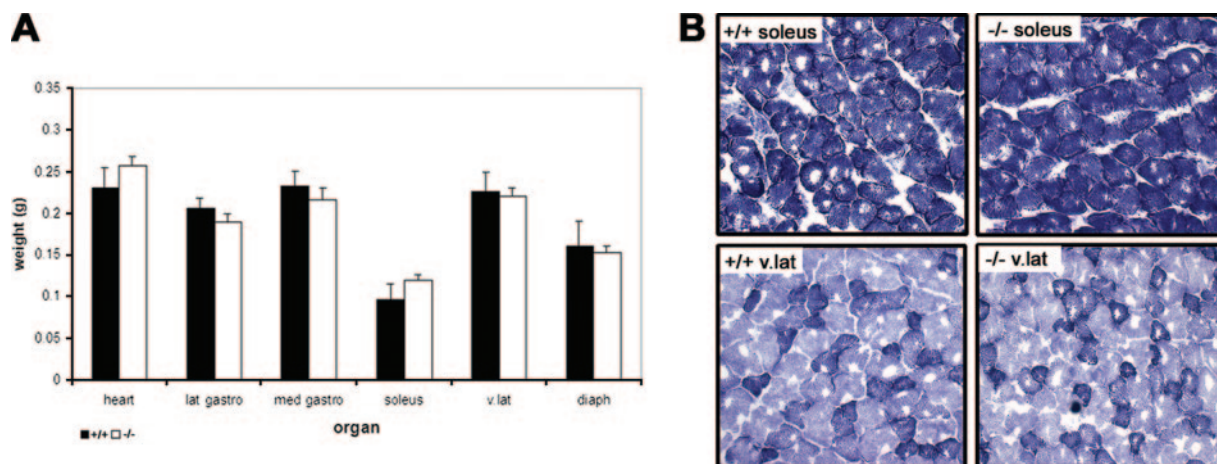 A
0.35
0.3
0.25
0.2
0.15
0.1
0.05
0
weight (g)
heart lat gastro med gastro soleus v.lat diaph
organ
+/+ -/-
B
+/+ soleus
-/- soleus
+/+ v.lat
-/- v.lat